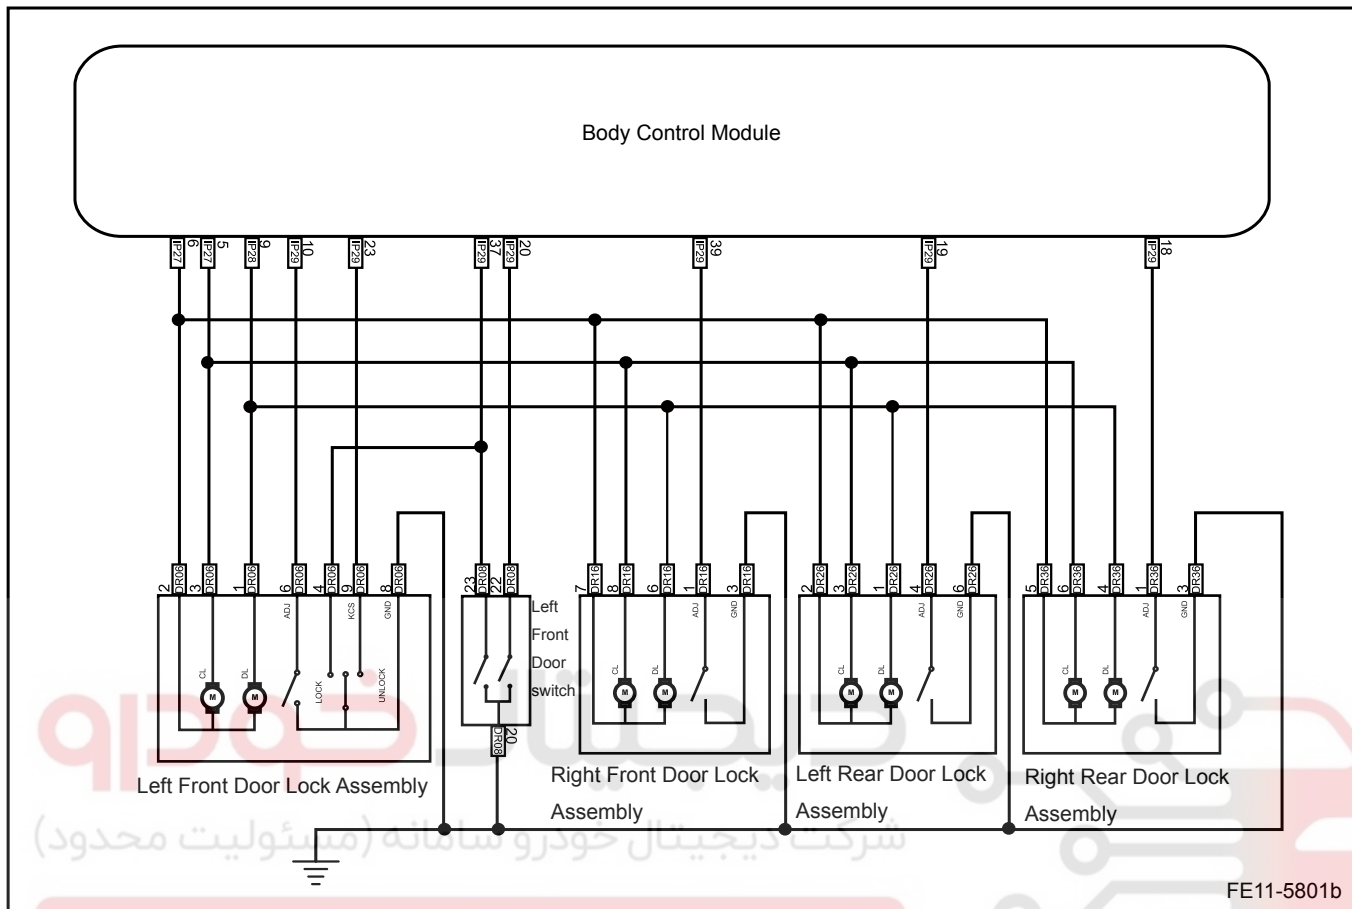 Body Control Module
6 5 9 10 23 37 20 39 19 18
IP27 IP27 IP28 IP29 IP29 IP29 IP29 IP29 IP29 IP29
2 3 1 6 4 9 8 23 22 7 8 6 1 3 2 3 1 4 6 5 6 4 1 3
DR06 DR06 DR06 DR06 DR06 DR06 DR06 DR08 DR08 DR16 DR16 DR16 DR16 DR16 DR26 DR26 DR26 DR26 DR26 DR36 DR36 DR36 DR36 DR36
ADJ KCS GND
CL DL LOCK UNLOCK
M M
Left
Front
Door
switch
20
DR08
ADJ GND
CL DL
M M
ADJ GND
CL DL
M M
ADJ GND
CL DL
M M
Left Front Door Lock Assembly
Right Front Door Lock
Assembly
Left Rear Door Lock
Assembly
Right Rear Door Lock
Assembly
دیجیتال خودرو
شرکت دیجیتال خودرو سامانه (مسئولیت محدود)
FE11-5801b